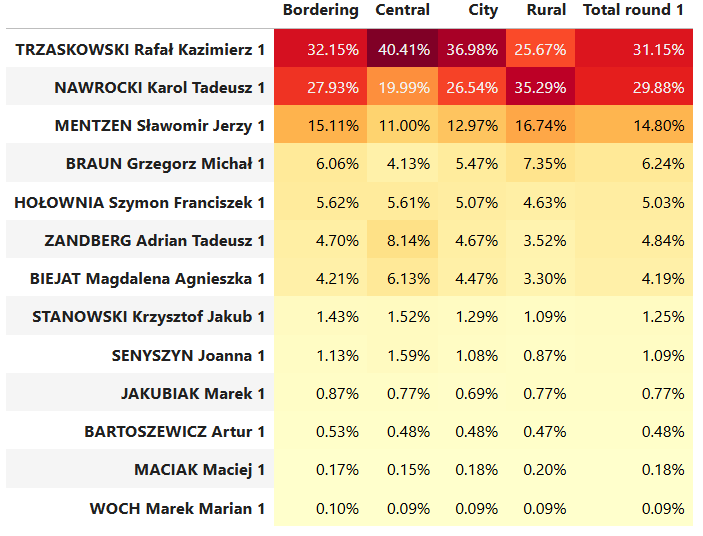 Bordering Central City Rural Total round 1
TRZASKOWSKI Rafał Kazimierz 1 32.15% 40.41% 36.98% 25.67% 31.15%
NAWROCKI Karol Tadeusz 1 27.93% 19.99% 26.54% 35.29% 29.88%
MENTZEN Sławomir Jerzy 1 15.11% 11.00% 12.97% 16.74% 14.80%
BRAUN Grzegorz Michał 1 6.06% 4.13% 5.47% 7.35% 6.24%
HOŁOWNIA Szymon Franciszek 1 5.62% 5.61% 5.07% 4.63% 5.03%
ZANDBERG Adrian Tadeusz 1 4.70% 8.14% 4.67% 3.52% 4.84%
BIEJAT Magdalena Agnieszka 1 4.21% 6.13% 4.47% 3.30% 4.19%
STANOWSKI Krzysztof Jakub 1 1.43% 1.52% 1.29% 1.09% 1.25%
SENYSZYN Joanna 1 1.13% 1.59% 1.08% 0.87% 1.09%
JAKUBIAK Marek 1 0.87% 0.77% 0.69% 0.77% 0.77%
BARTOSZEWICZ Artur 1 0.53% 0.48% 0.48% 0.47% 0.48%
MACIAK Maciej 1 0.17% 0.15% 0.18% 0.20% 0.18%
WOCH Marek Marian 1 0.10% 0.09% 0.09% 0.09% 0.09%